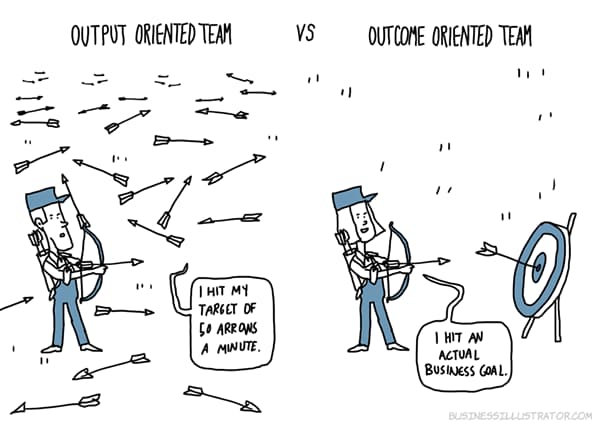 OUTPUT ORIENTED TEAM
VS
OUTCOME ORIENTED TEAM
I HIT MY
TARGET OF
50 ARROWS
A MINUTE.
I HIT AN
ACTUAL
BUSINESS GOAL.
BUSINESSILLUSTRATOR.COM